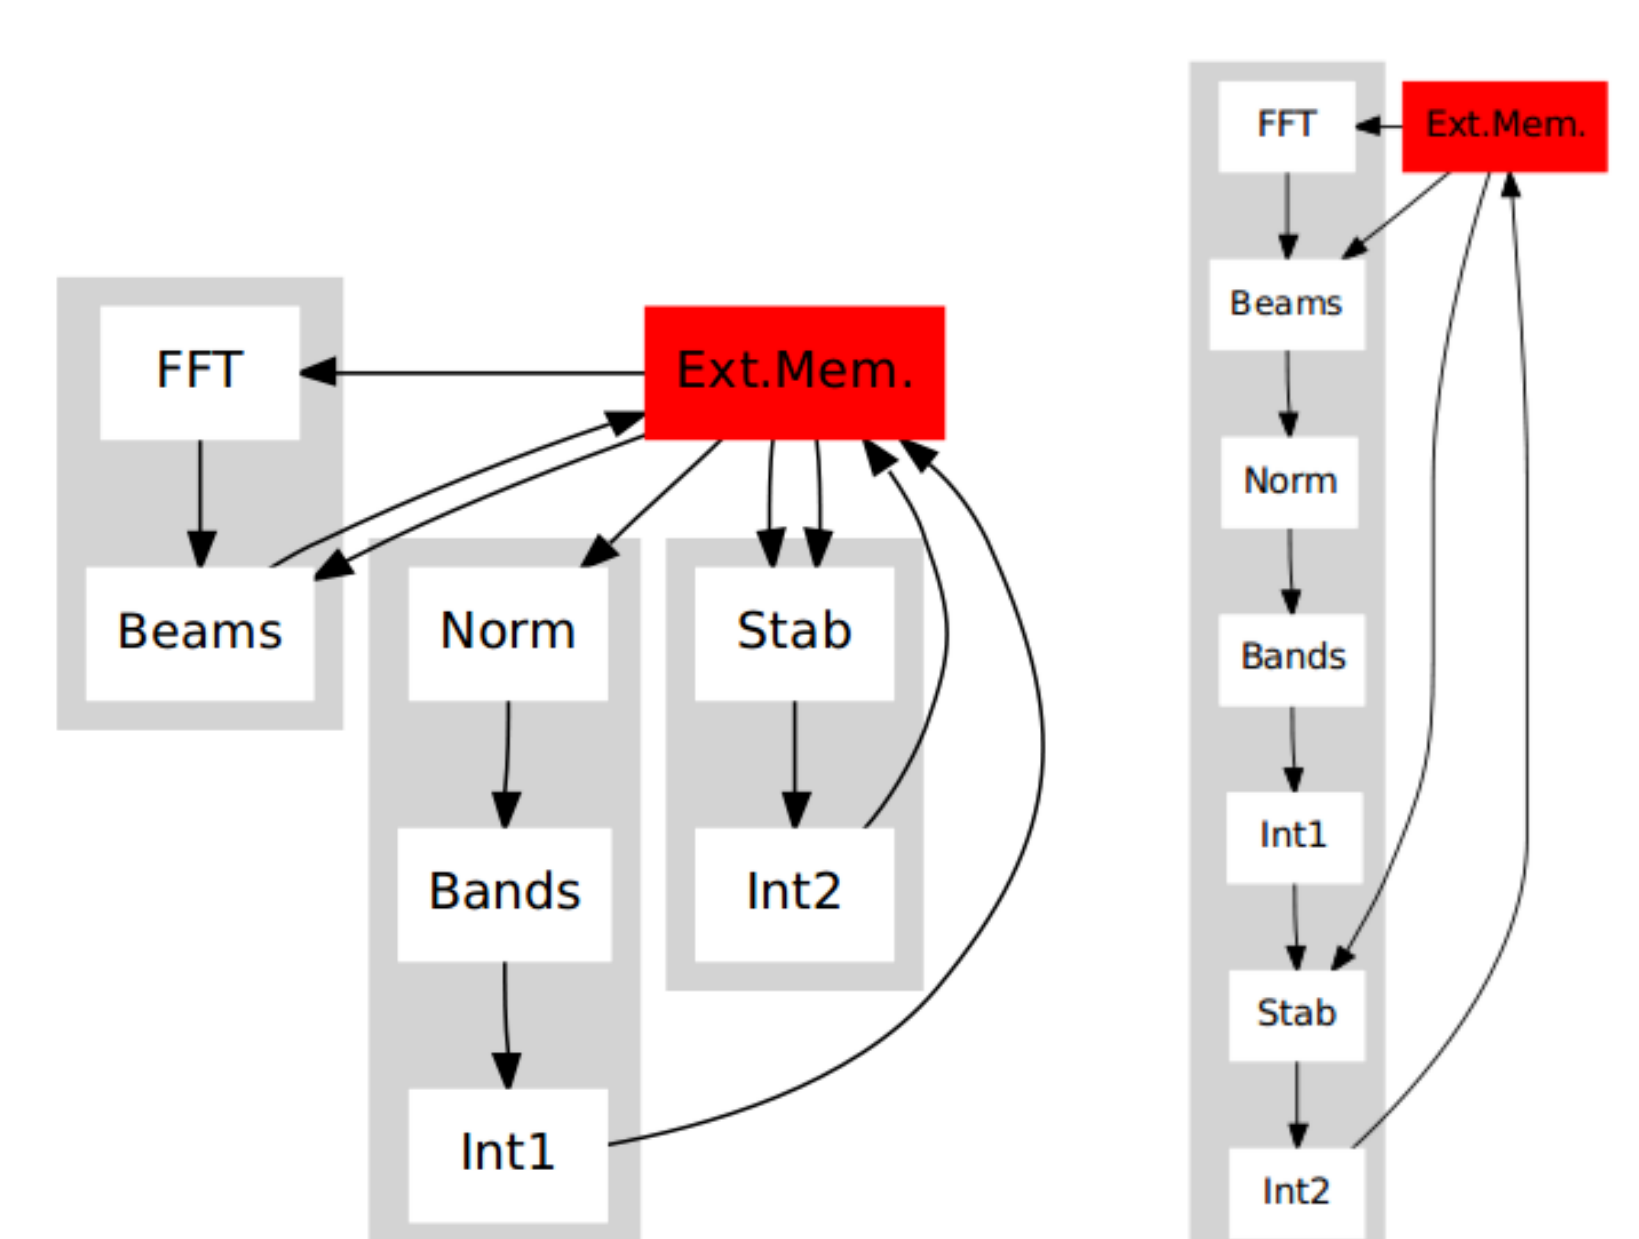 FFT
Ext.Mem.
Beams
Norm
Stab
Bands
Int2
Int1
FFT
Ext.Mem.
Beams
Norm
Bands
Int1
Stab
Int2